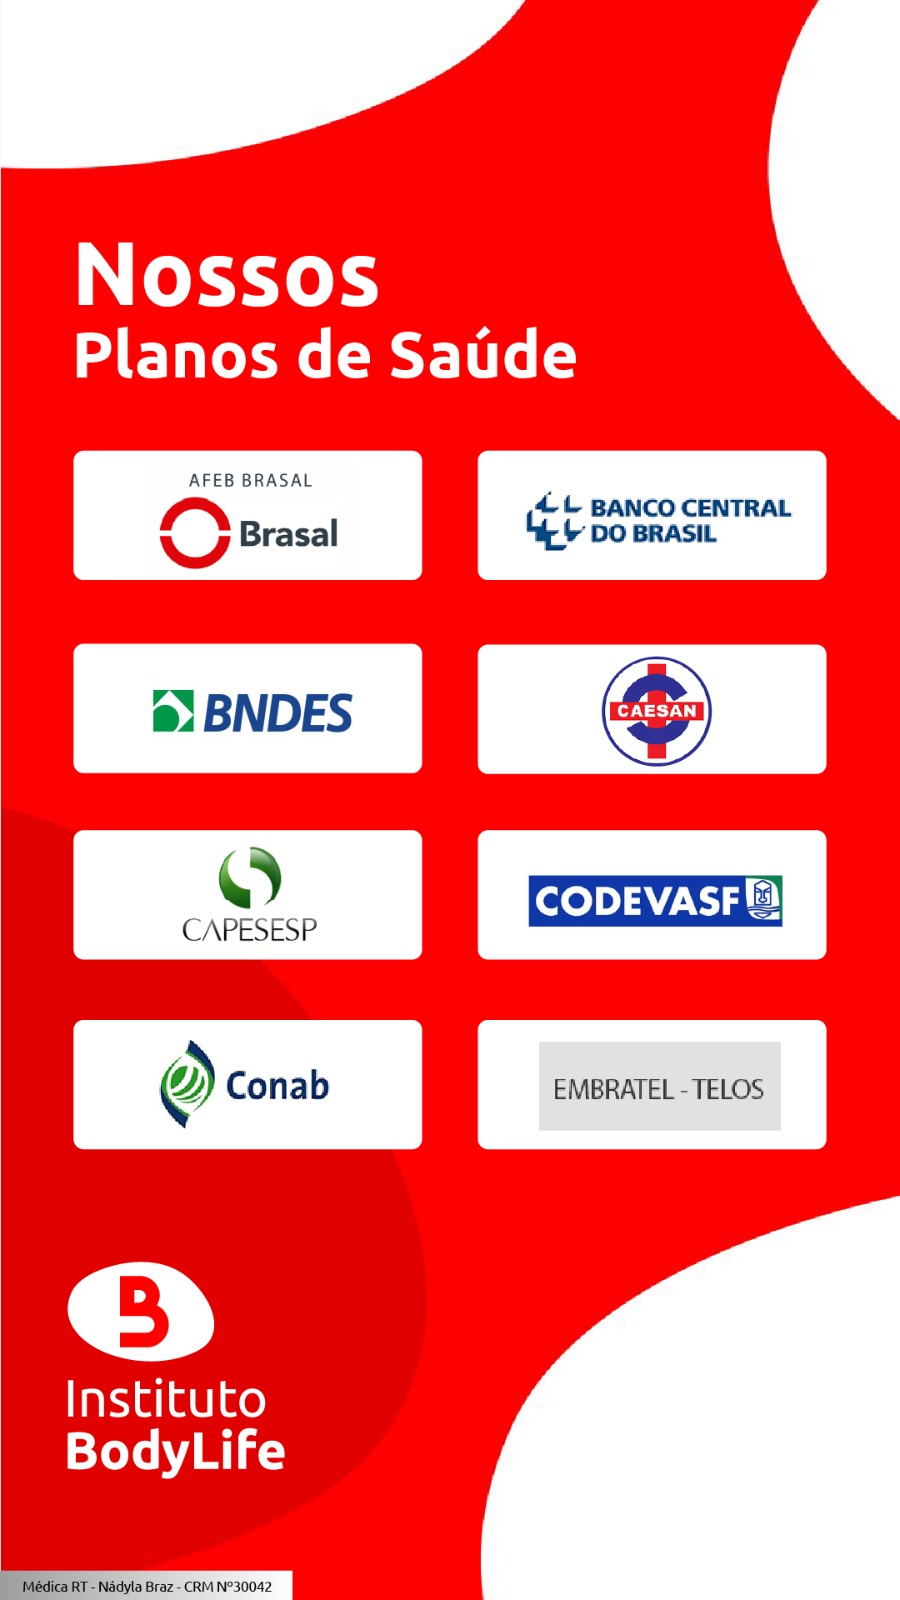 Nossos
Planos de Saúde
AFEB BRASAL
Brasal
BANCO CENTRAL
DO BRASIL
BNDES
CAESAN
CAPESESP
CODEVASF
Conab
EMBRATEL - TELOS
B
Instituto
BodyLife
Médica RT - Nádyla Braz - CRM Nº30042